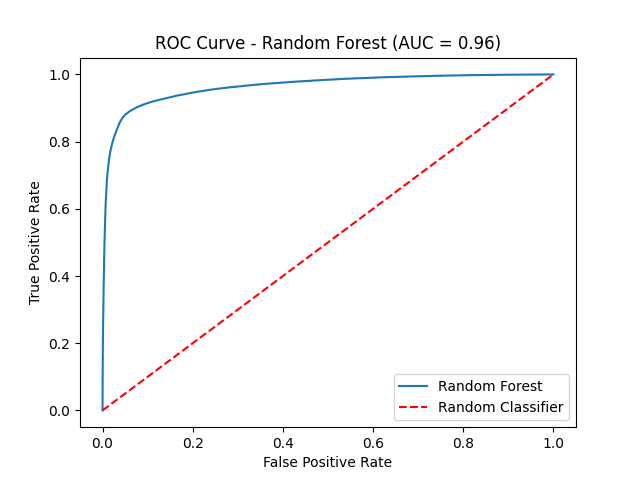 ROC Curve - Random Forest (AUC = 0.96)
1.0
0.8
0.6
0.4
0.2
0.0
True Positive Rate
Random Forest
Random Classifier
0.0 0.2 0.4 0.6 0.8 1.0
False Positive Rate